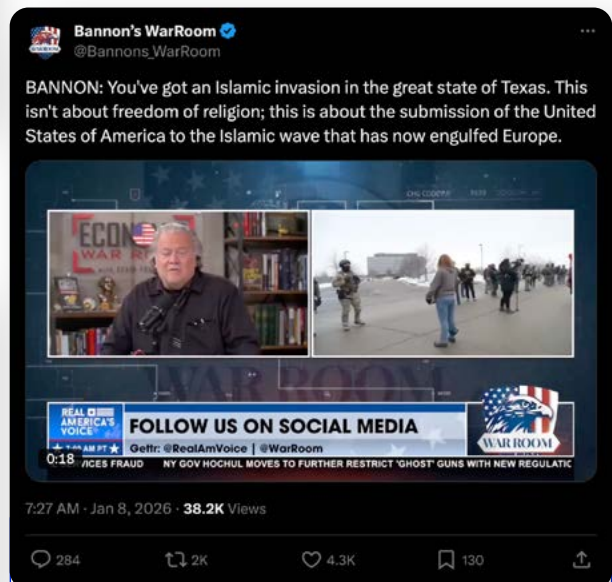 Bannon's WarRoom
@Bannons_WarRoom
BANNON: You've got an Islamic invasion in the great state of Texas. This
isn't about freedom of religion; this is about the submission of the United
States of America to the Islamic wave that has now engulfed Europe.
WAR ROOM
REAL
AMERICA'S
VOICE
FOLLOW US ON SOCIAL MEDIA
Gettr: @RealAmVoice | @WarRoom
WAR ROOM
0:18
FRAUD NY GOV HOCHUL MOVES TO FURTHER RESTRICT 'GHOST' GUNS WITH NEW REGULATIC
7:27 AM · Jan 8, 2026 · 38.2K Views
284 2K 4.3K 130